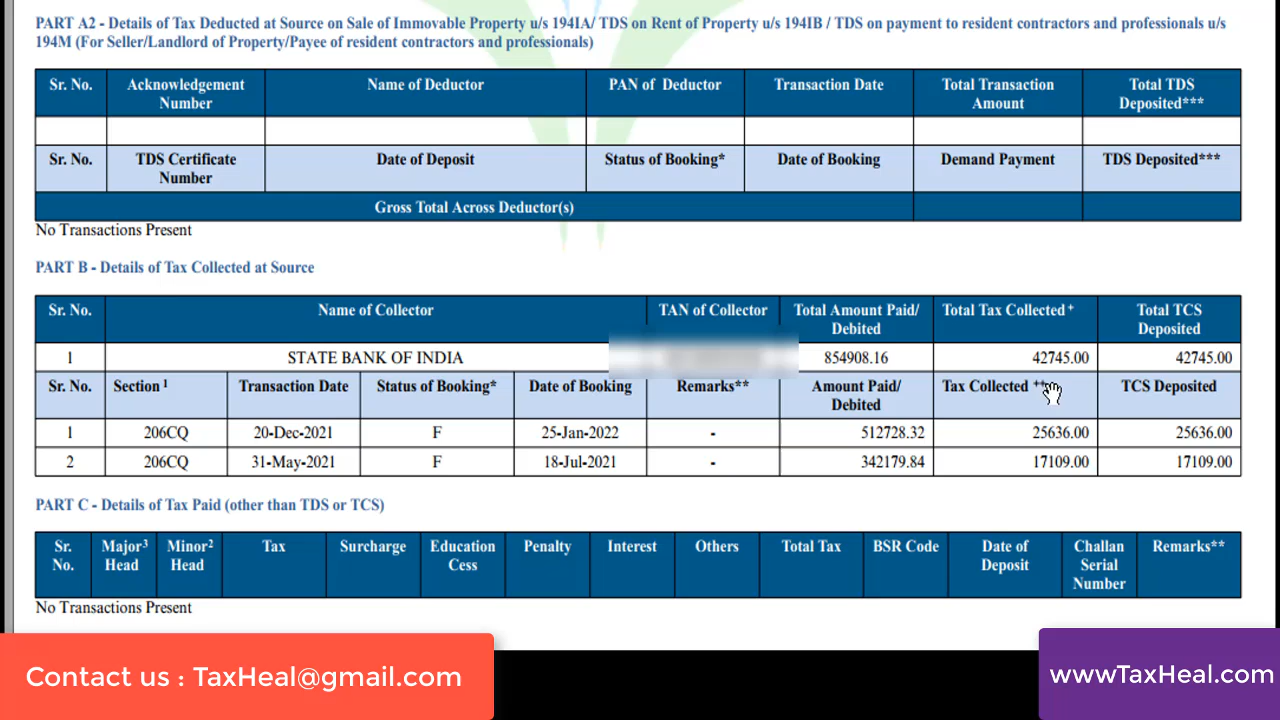 PART A2 - Details of Tax Deducted at Source on Sale of Immovable Property u/s 194IA/ TDS on Rent of Property u/s 194IB / TDS on payment to resident contractors and professionals u/s
194M (For Seller/Landlord of Property/Payee of resident contractors and professionals)
Sr. No. Acknowledgement Number Name of Deductor PAN of Deductor Transaction Date Total Transaction Amount Total TDS Deposited***
Sr. No. TDS Certificate Number Date of Deposit Status of Booking* Date of Booking Demand Payment TDS Deposited***
Gross Total Across Deductor(s)
No Transactions Present
PART B - Details of Tax Collected at Source
Sr. No. Name of Collector TAN of Collector Total Amount Paid/ Debited Total Tax Collected+ Total TCS Deposited
1 STATE BANK OF INDIA 854908.16 42745.00 42745.00
Sr. No. Section1 Transaction Date Status of Booking* Date of Booking Remarks** Amount Paid/ Debited Tax Collected ++ TCS Deposited
1 206CQ 20-Dec-2021 F 25-Jan-2022 - 512728.32 25636.00 25636.00
2 206CQ 31-May-2021 F 18-Jul-2021 - 342179.84 17109.00 17109.00
PART C - Details of Tax Paid (other than TDS or TCS)
Sr. No. Major3 Head Minor2 Head Tax Surcharge Education Cess Penalty Interest Others Total Tax BSR Code Date of Deposit Challan Serial Number Remarks**
No Transactions Present
Contact us : TaxHeal@gmail.com
www.TaxHeal.com